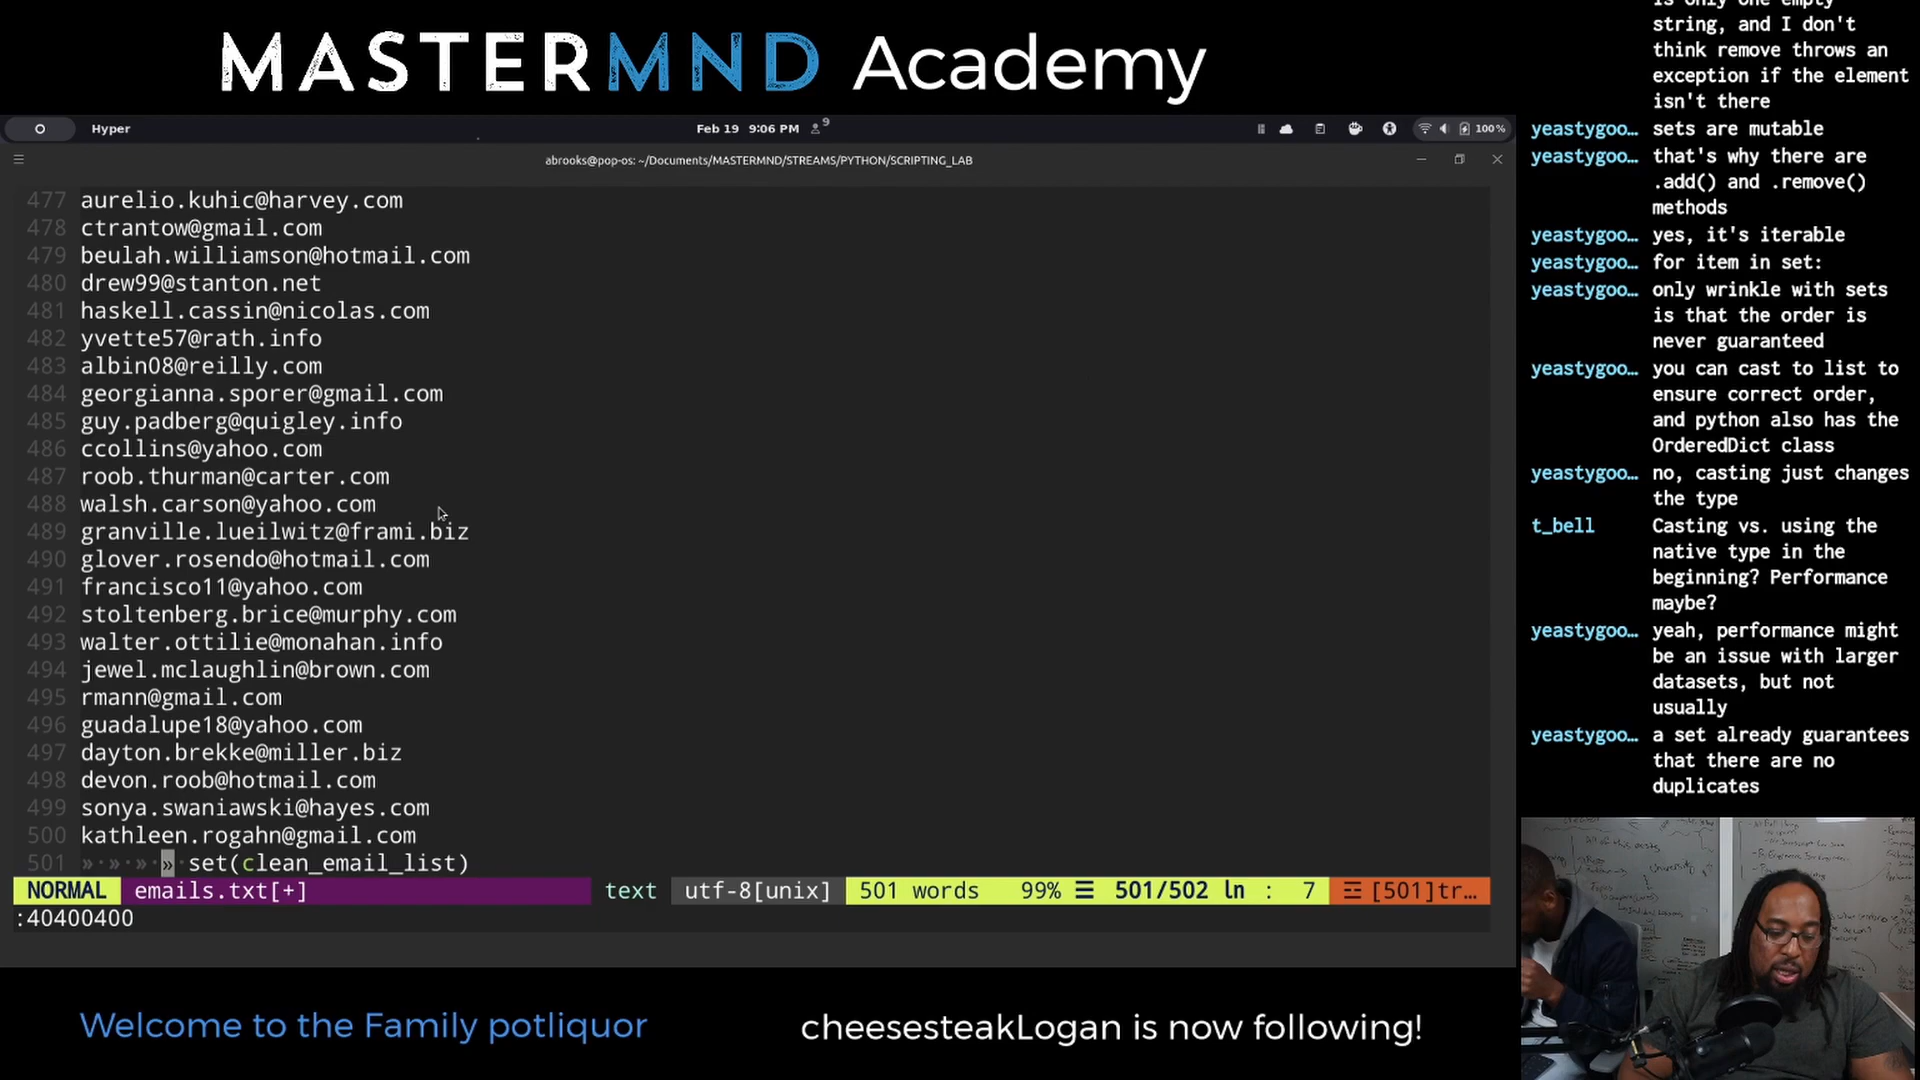 MASTERMND Academy
Hyper
Feb 19 9:06 PM
9
100%
abrooks@pop-os: ~/Documents/MASTERMND/STREAMS/PYTHON/SCRIPTING_LAB
477 aurelio.kuhic@harvey.com
478 ctrantow@gmail.com
479 beulah.williamson@hotmail.com
480 drew99@stanton.net
481 haskell.cassin@nicolas.com
482 yvette57@rath.info
483 albin08@reilly.com
484 georgianna.sporer@gmail.com
485 guy.padberg@quigley.info
486 ccollins@yahoo.com
487 roob.thurman@carter.com
488 walsh.carson@yahoo.com
489 granville.lueilwitz@frami.biz
490 glover.rosendo@hotmail.com
491 francisco11@yahoo.com
492 stoltenberg.brice@murphy.com
493 walter.ottilie@monahan.info
494 jewel.mclaughlin@brown.com
495 rmann@gmail.com
496 guadalupe18@yahoo.com
497 dayton.brekke@miller.biz
498 devon.roob@hotmail.com
499 sonya.swaniawski@hayes.com
500 kathleen.rogahn@gmail.com
501 »·»·»·» set(clean_email_list)
NORMAL emails.txt[+] text utf-8[unix] 501 words 99% ☰ 501/502 ln : 7 ☲ [501]tr…
:40400400
is only one empty
string, and I don't
think remove throws an
exception if the element
isn't there
yeastygoo… sets are mutable
yeastygoo… that's why there are
.add() and .remove()
methods
yeastygoo… yes, it's iterable
yeastygoo… for item in set:
yeastygoo… only wrinkle with sets
is that the order is
never guaranteed
yeastygoo… you can cast to list to
ensure correct order,
and python also has the
OrderedDict class
yeastygoo… no, casting just changes
the type
t_bell Casting vs. using the
native type in the
beginning? Performance
maybe?
yeastygoo… yeah, performance might
be an issue with larger
datasets, but not
usually
yeastygoo… a set already guarantees
that there are no
duplicates
Welcome to the Family potliquor
cheesesteakLogan is now following!